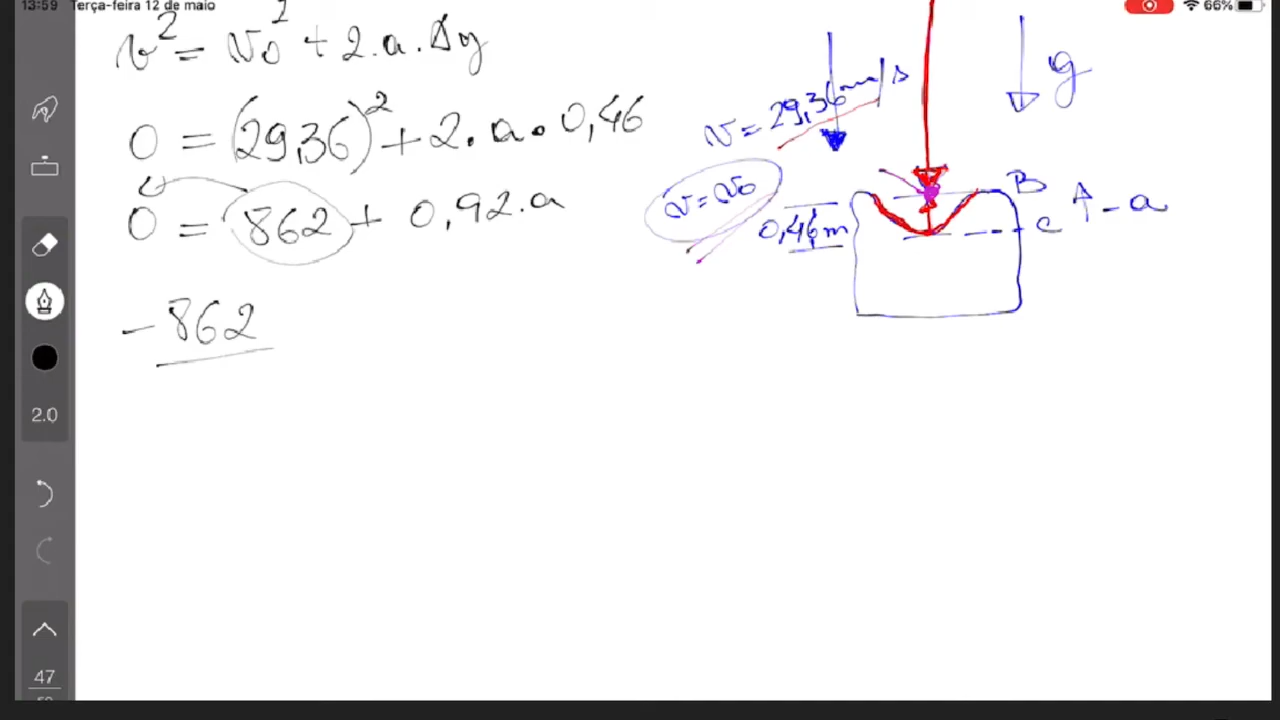 13:59 Terça-feira 12 de maio
66%
v² = v₀² + 2.a.Δy
0 = (29,36)² + 2.a.0,46
0 = 862 + 0,92.a
-862
v = 29,36 m/s
g
v = v₀
0,46 m
B
C
-a
2.0
47